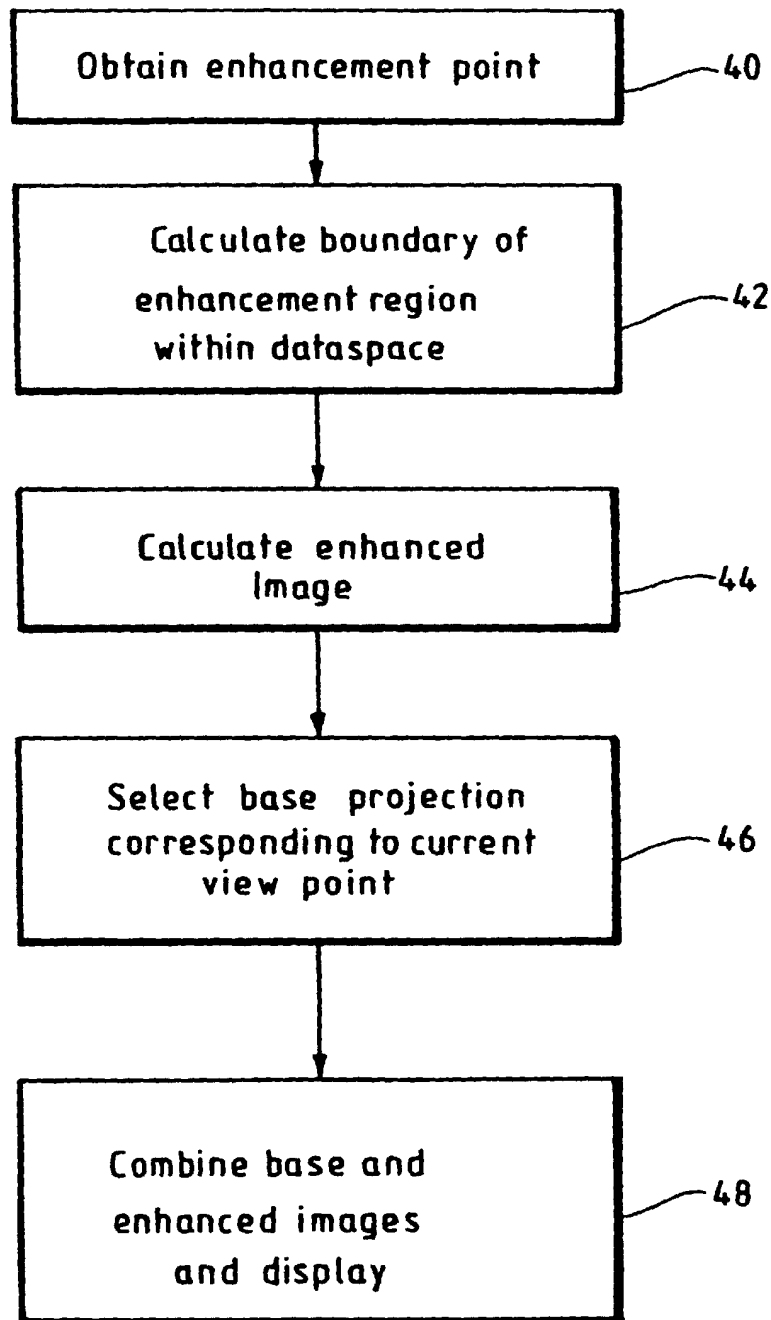 Obtain enhancement point
40
Calculate boundary of
enhancement region
within dataspace
42
Calculate enhanced
Image
44
Select base projection
corresponding to current
view point
46
Combine base and
enhanced images
and display
48